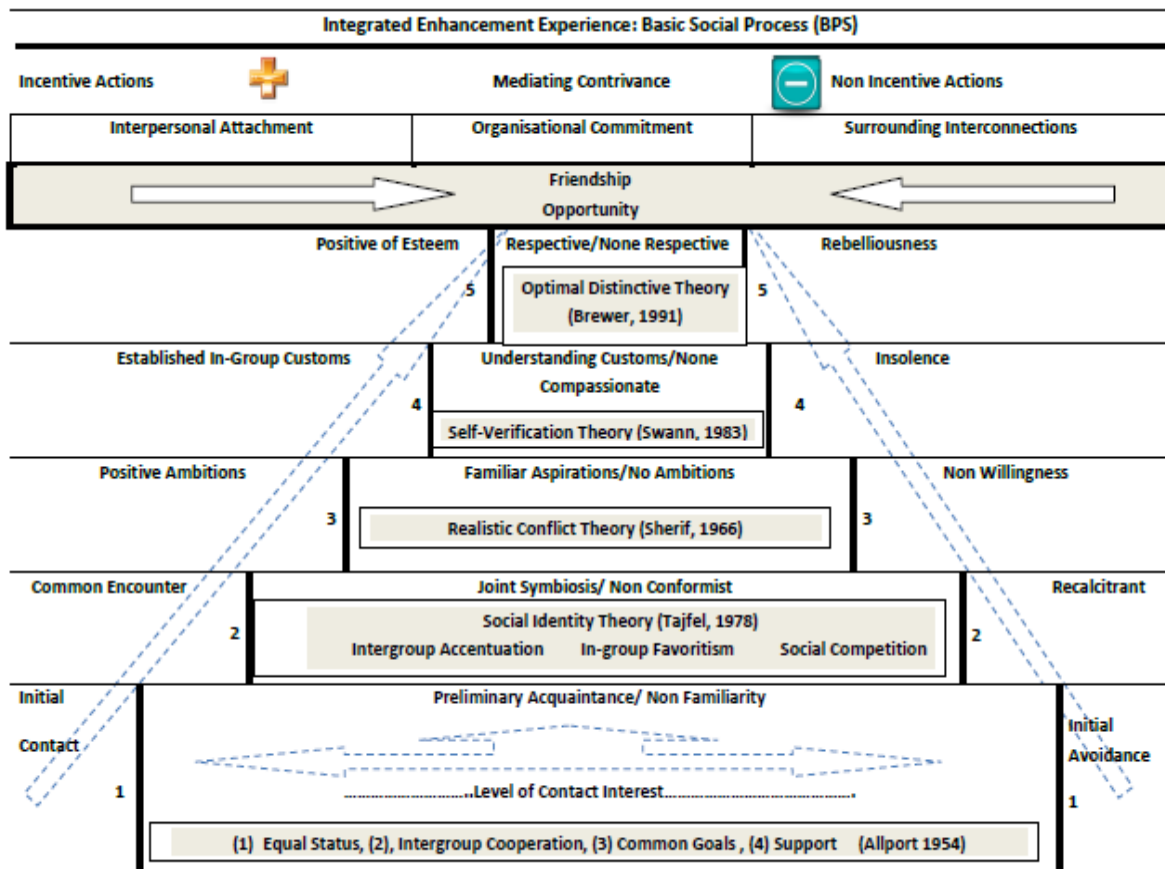 Integrated Enhancement Experience: Basic Social Process (BPS)
Incentive Actions
Mediating Contrivance
Non Incentive Actions
Interpersonal Attachment
Organisational Commitment
Surrounding Interconnections
Friendship
Opportunity
Positive of Esteem
Respective/None Respective
Rebelliousness
5
Optimal Distinctive Theory
(Brewer, 1991)
5
Established In-Group Customs
Understanding Customs/None
Compassionate
Insolence
4
4
Self-Verification Theory (Swann, 1983)
Positive Ambitions
Familiar Aspirations/No Ambitions
Non Willingness
3
Realistic Conflict Theory (Sherif, 1966)
3
Common Encounter
Joint Symbiosis/ Non Conformist
Recalcitrant
2
Social Identity Theory (Tajfel, 1978)
Intergroup Accentuation In-group Favoritism Social Competition
2
Initial
Contact
Preliminary Acquaintance/ Non Familiarity
Initial
Avoidance
1
............................Level of Contact Interest.........................................
1
(1) Equal Status, (2), Intergroup Cooperation, (3) Common Goals , (4) Support (Allport 1954)